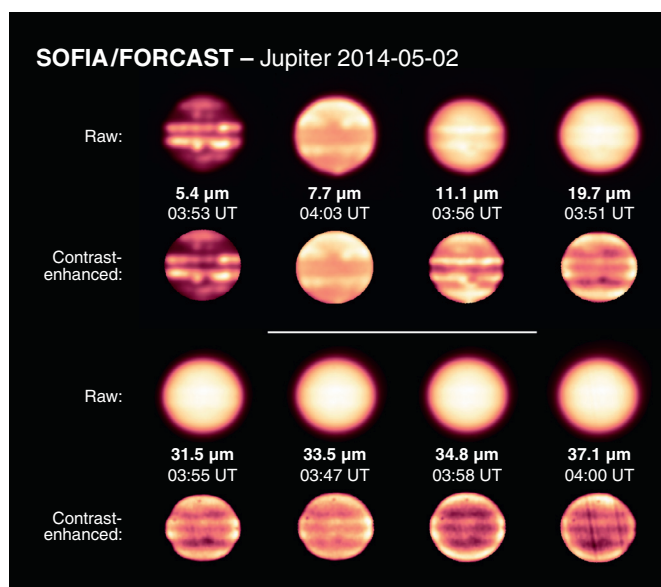 SOFIA/FORCAST – Jupiter 2014-05-02
Raw:
5.4 µm 7.7 µm 11.1 µm 19.7 µm
03:53 UT 04:03 UT 03:56 UT 03:51 UT
Contrast-
enhanced:
Raw:
31.5 µm 33.5 µm 34.8 µm 37.1 µm
03:55 UT 03:47 UT 03:58 UT 04:00 UT
Contrast-
enhanced: